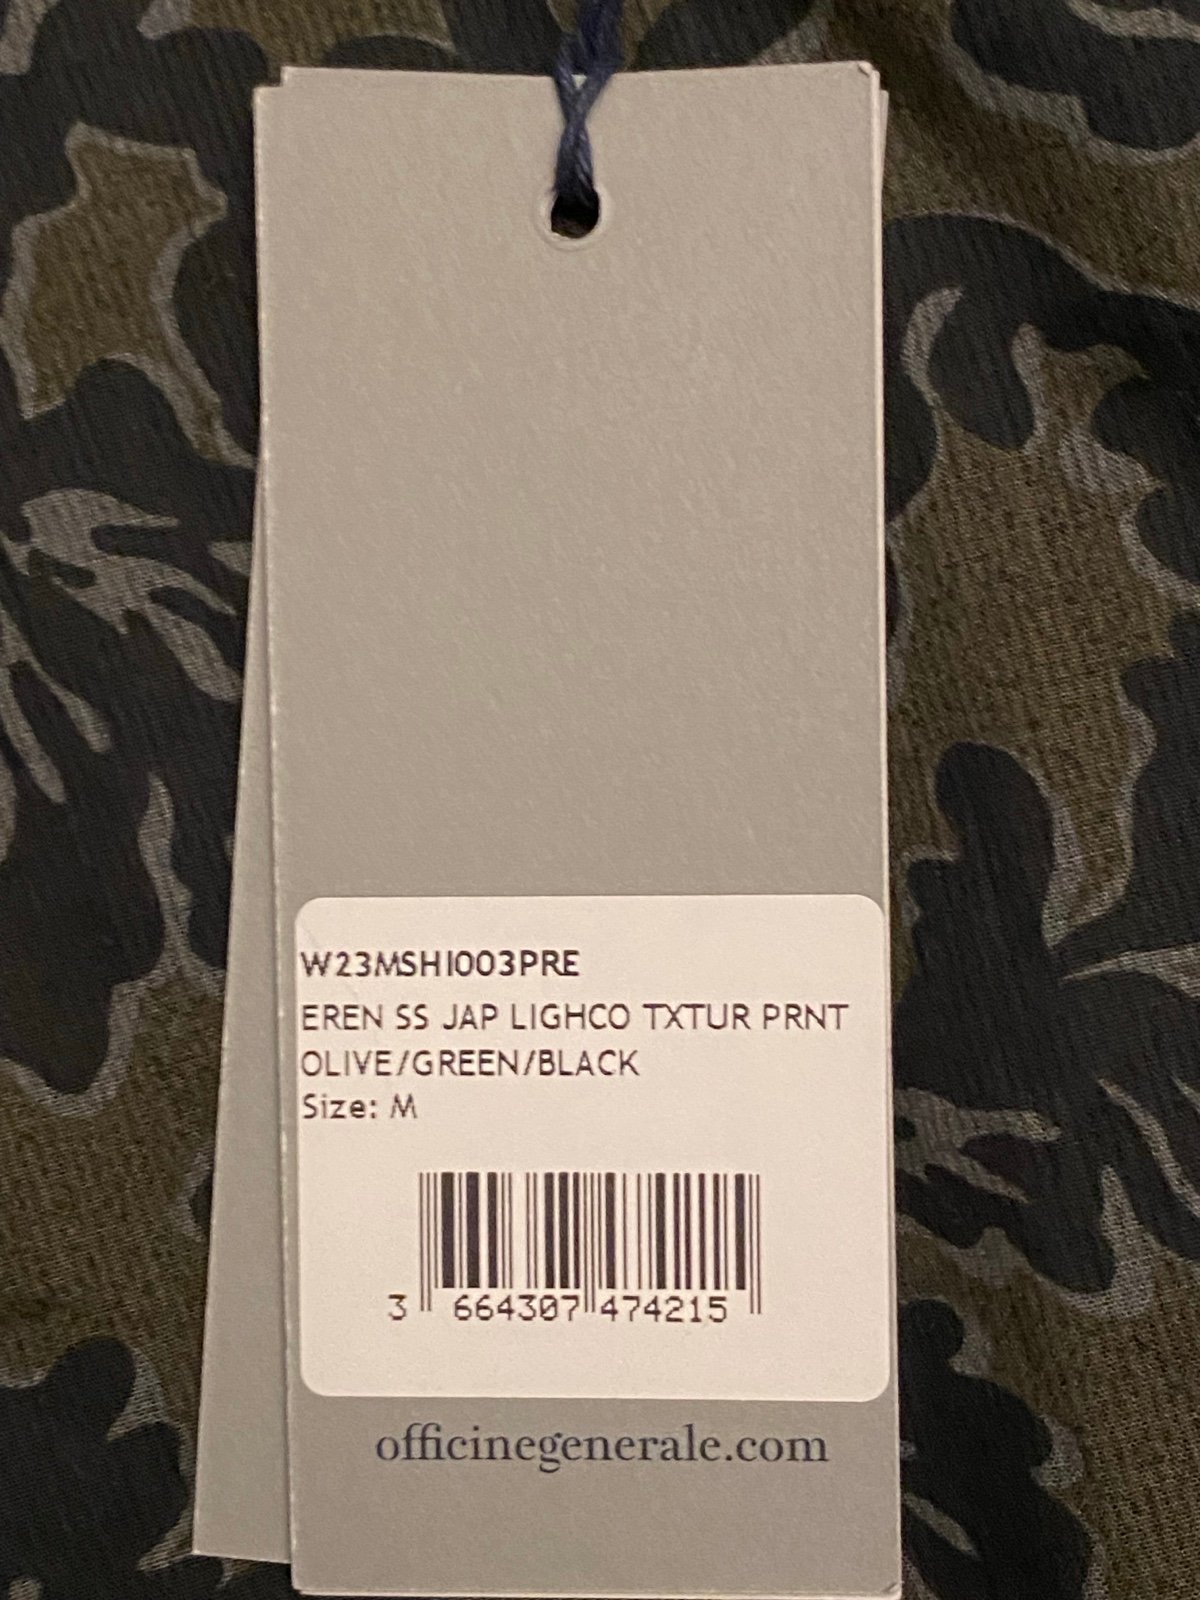 W23MSHI003PRE
EREN SS JAP LIGHCO TXTUR PRNT
OLIVE/GREEN/BLACK
Size: M
3 664307 474215
officinegenerale.com